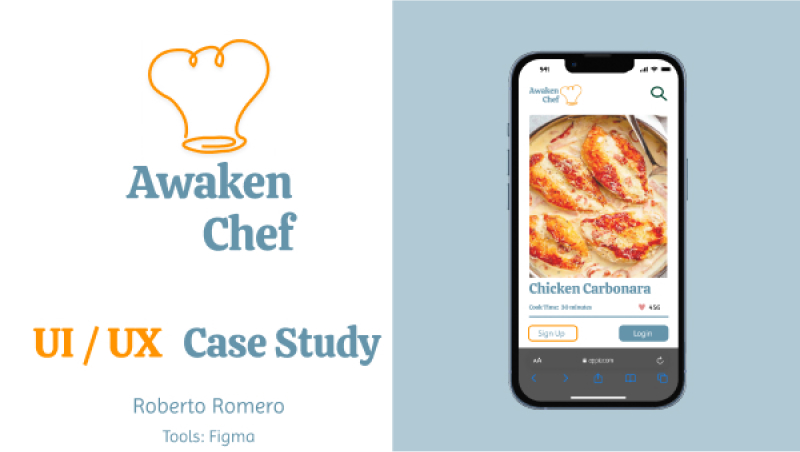 Awaken
Chef
UI / UX Case Study
Roberto Romero
Tools: Figma
9:41
Awaken
Chef
Chicken Carbonara
Cook Time: 30 minutes
456
Sign Up
Login
AA